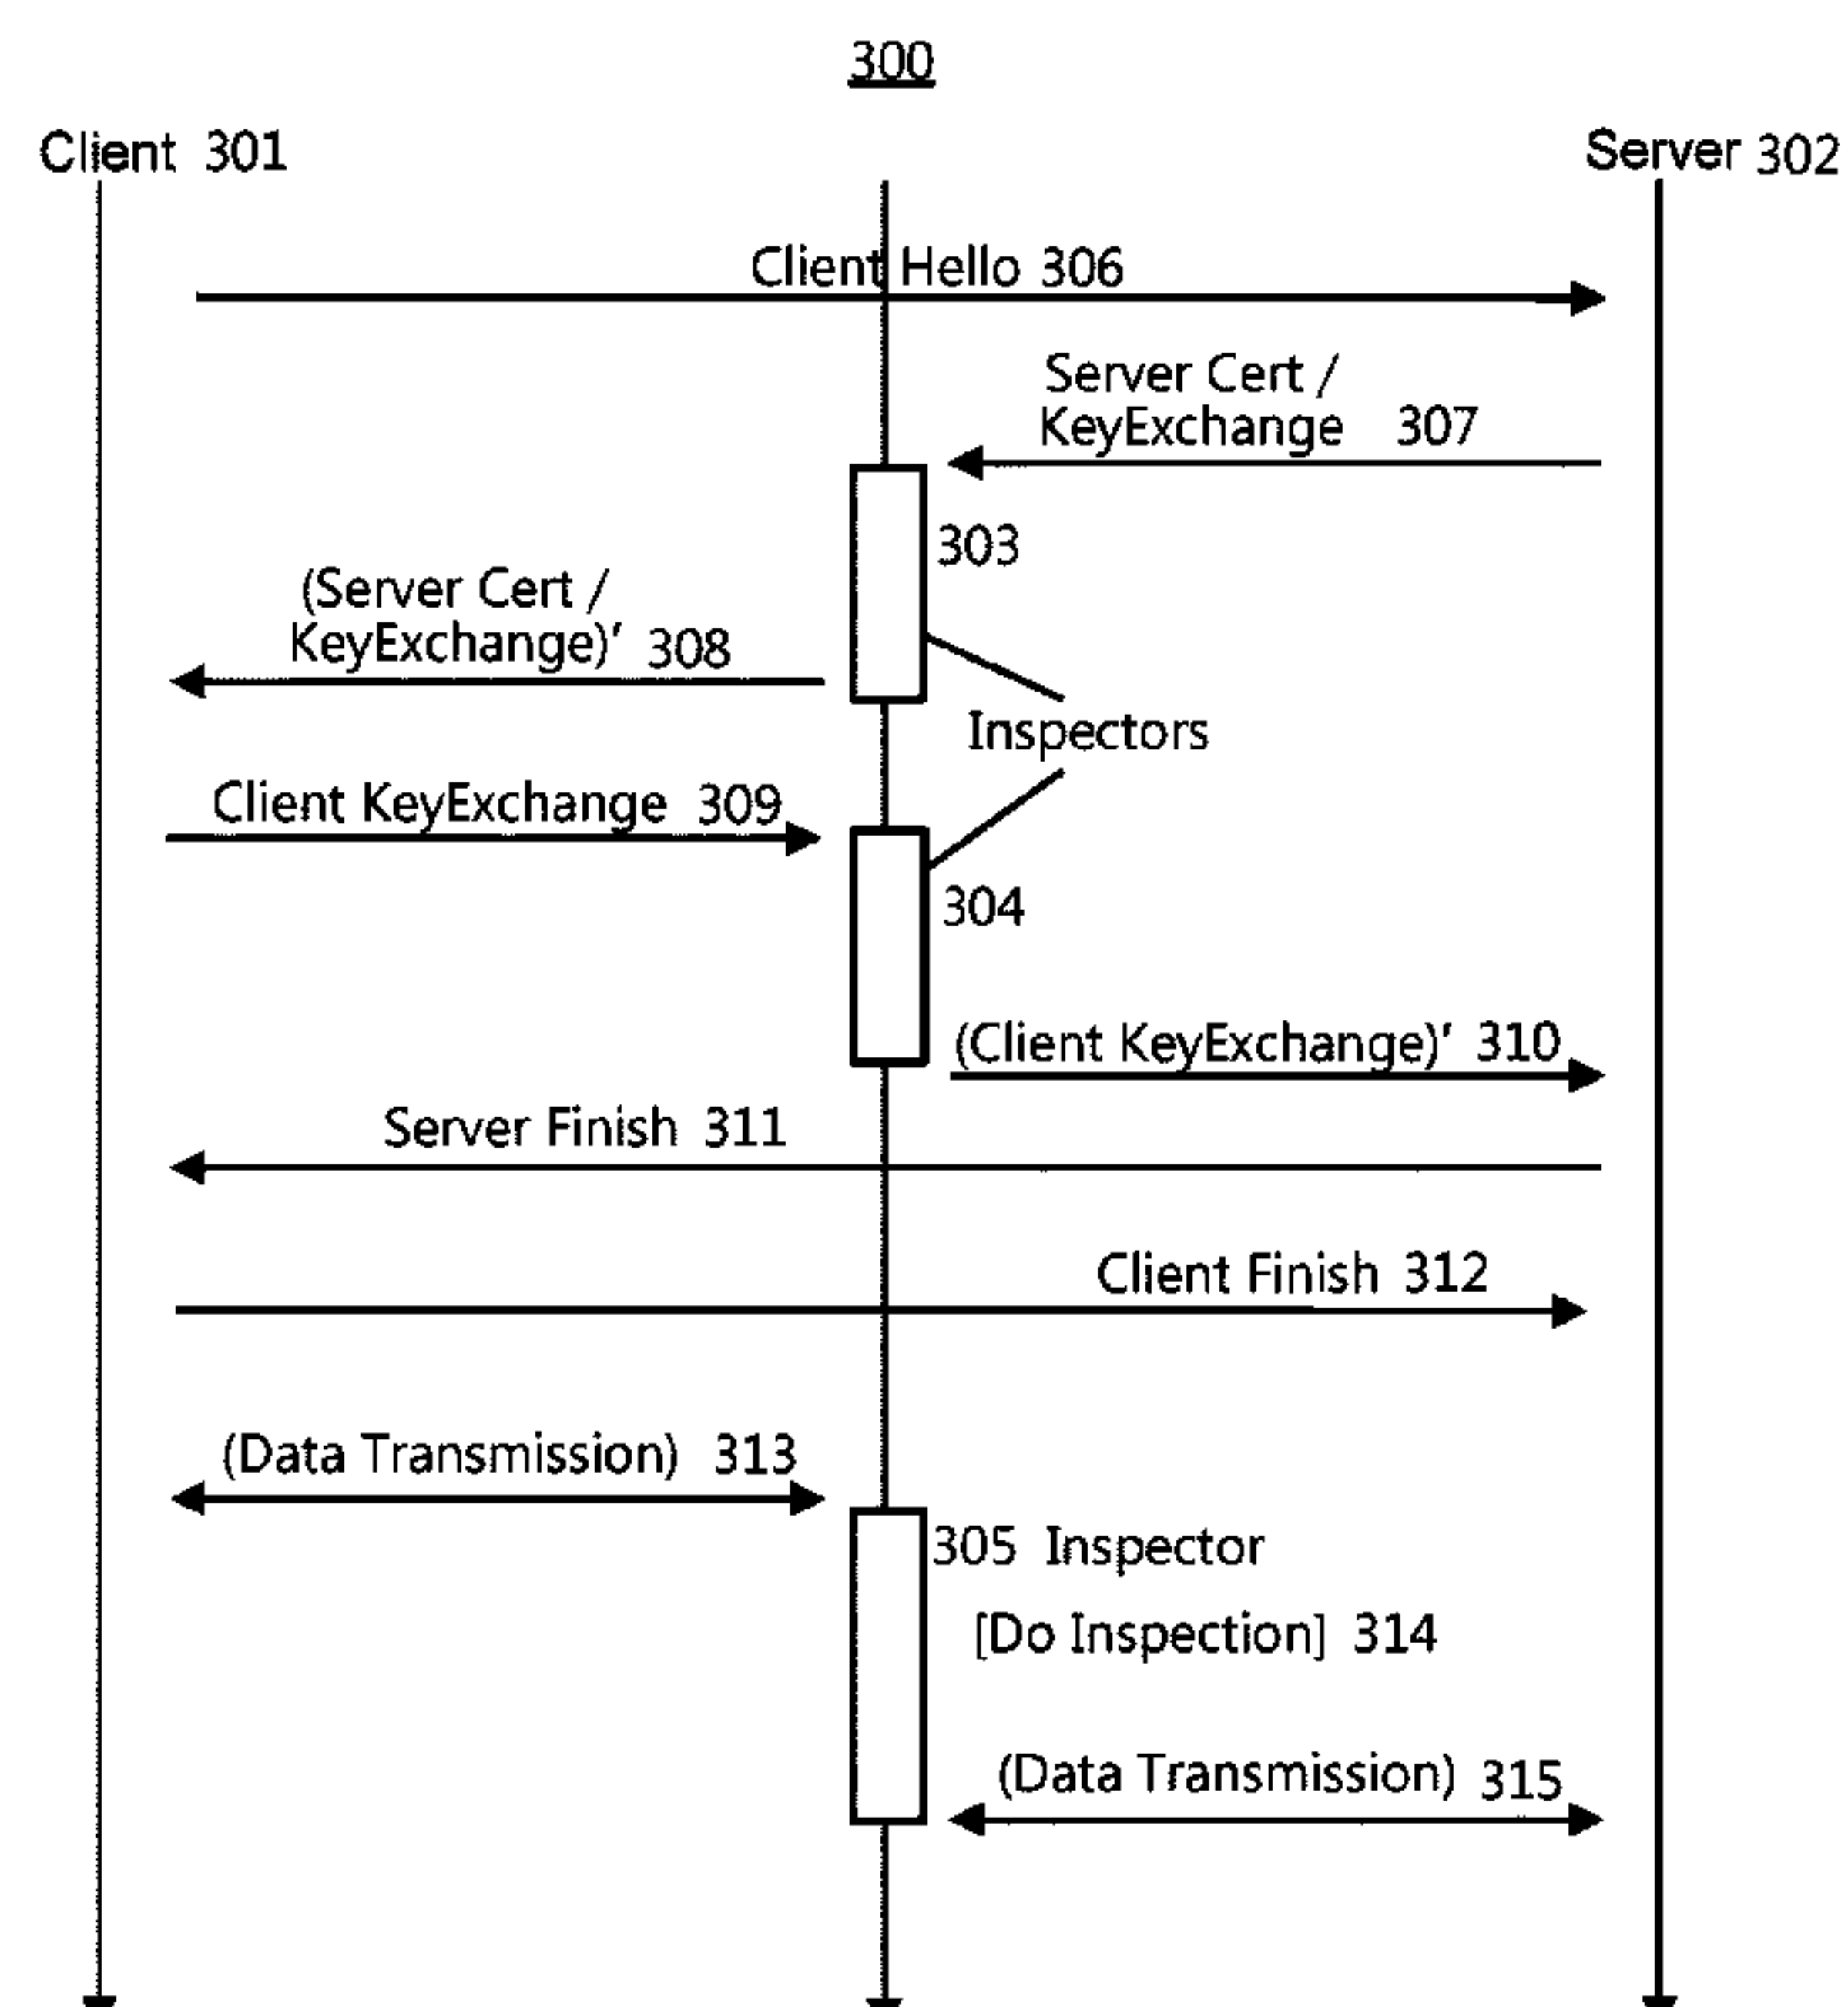 300
Client 301
Server 302
Client Hello 306
Server Cert /
KeyExchange 307
303
(Server Cert /
KeyExchange)' 308
Inspectors
Client KeyExchange 309
304
(Client KeyExchange)' 310
Server Finish 311
Client Finish 312
(Data Transmission) 313
305 Inspector
[Do Inspection] 314
(Data Transmission) 315